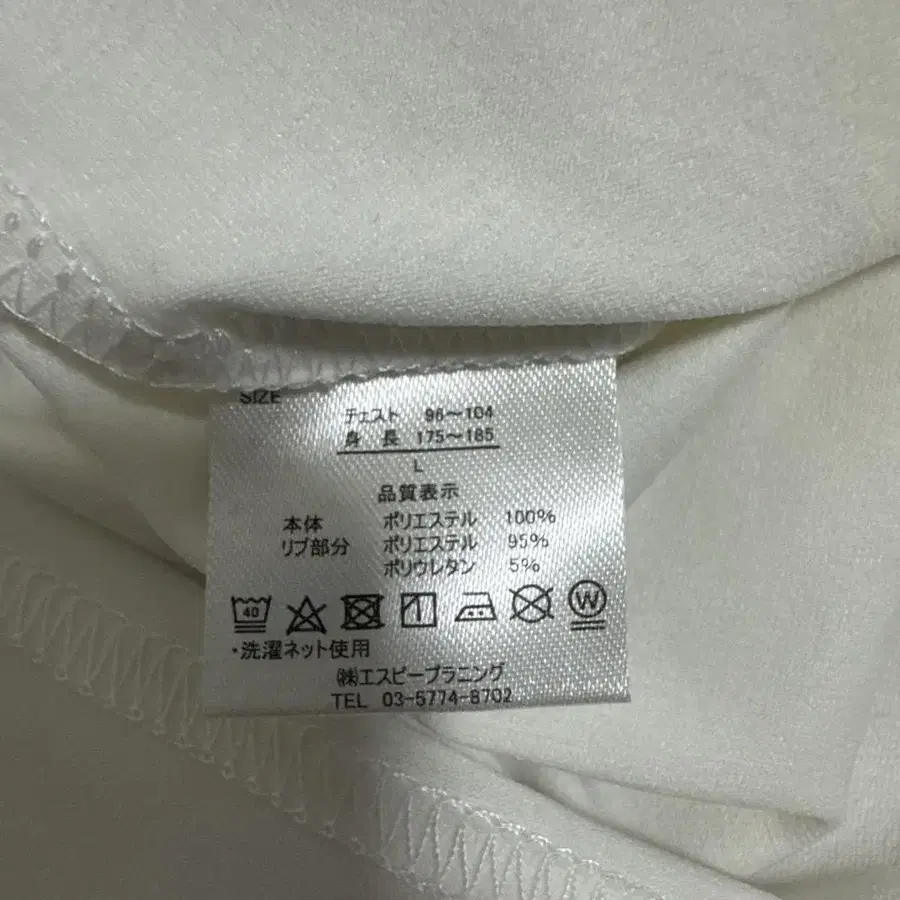 SIZE
チェスト 96～104
身 長 175～185
L
品質表示
本体 ポリエステル 100%
リブ部分 ポリエステル 95%
ポリウレタン 5%
40 W
・洗濯ネット使用
㈱エスピープラニング
TEL 03-5774-8702